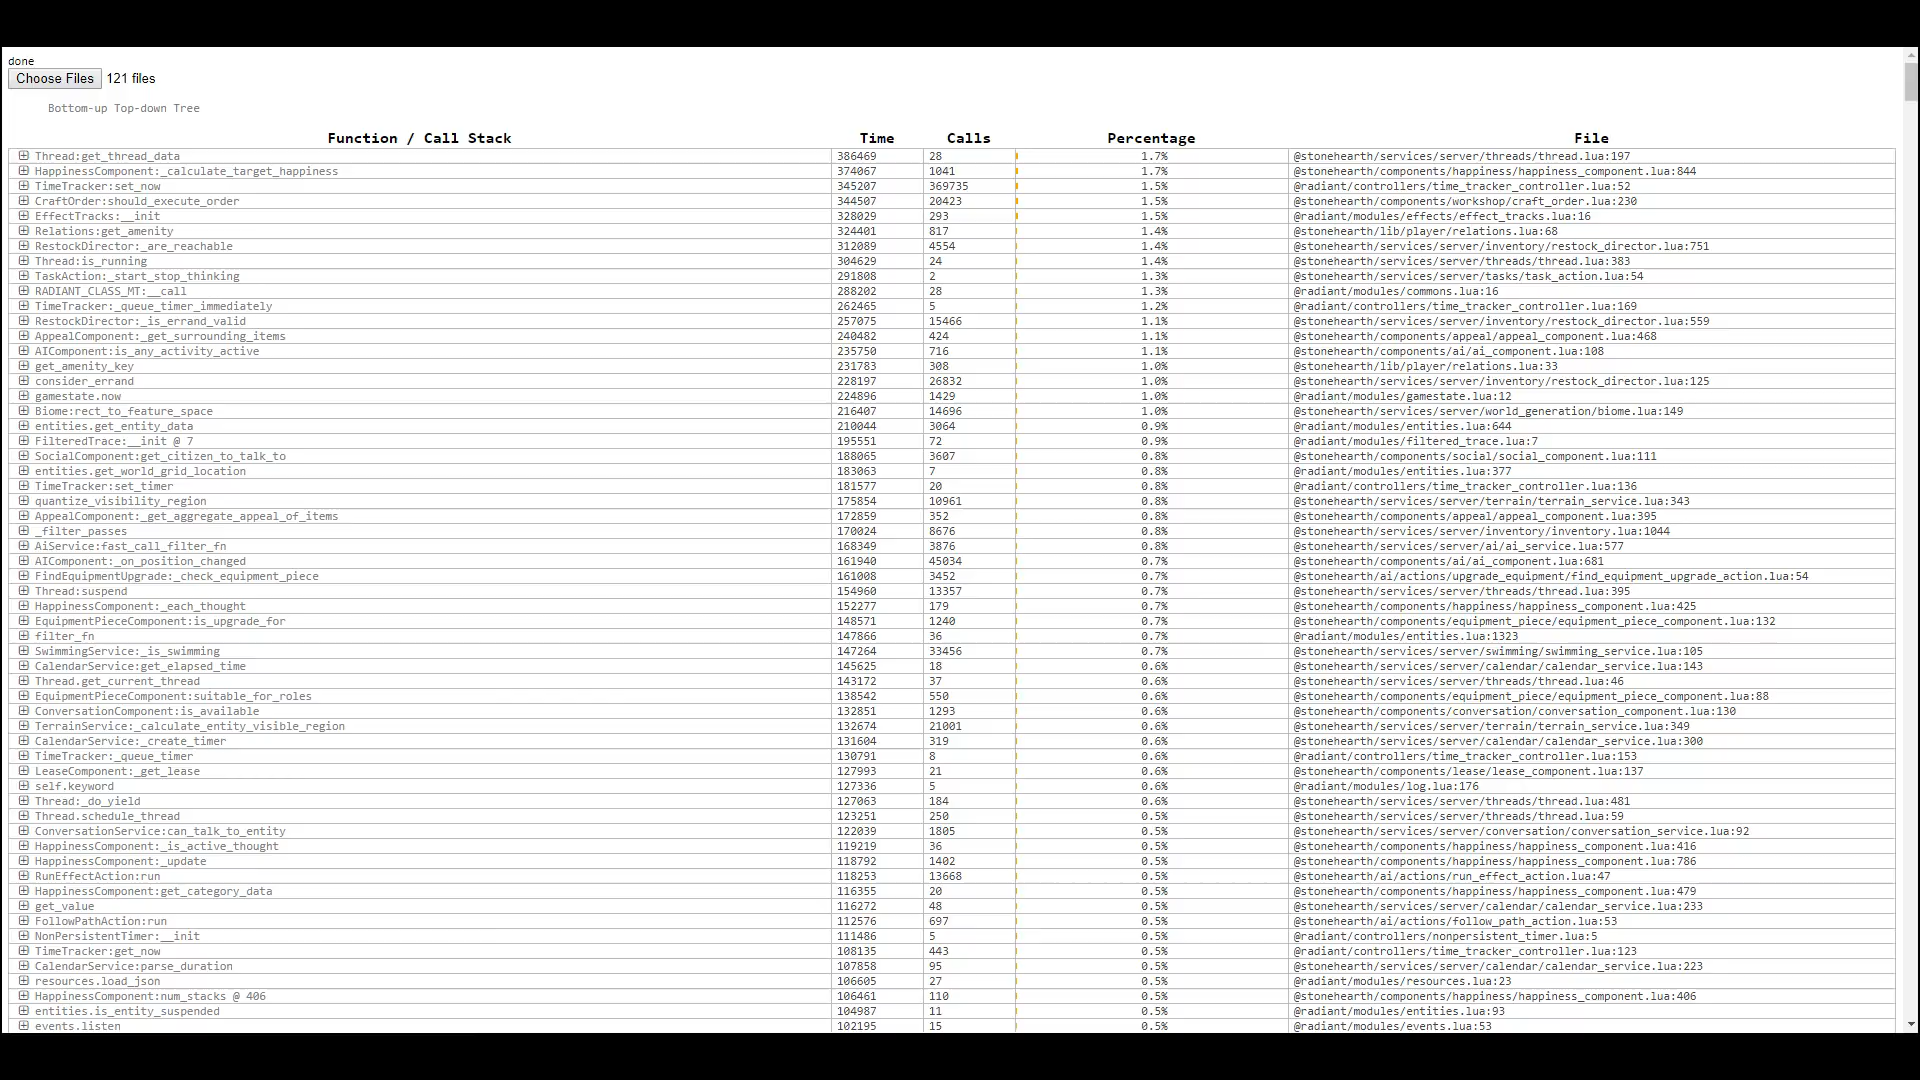 done
Choose Files 121 files
Bottom-up Top-down Tree
Function / Call Stack Time Calls Percentage File
Thread:get_thread_data 386469 28 1.7% @stonehearth/services/server/threads/thread.lua:197
HappinessComponent:_calculate_target_happiness 374067 1041 1.7% @stonehearth/components/happiness/happiness_component.lua:844
TimeTracker:set_now 345207 369735 1.5% @radiant/controllers/time_tracker_controller.lua:52
CraftOrder:should_execute_order 344507 20423 1.5% @stonehearth/components/workshop/craft_order.lua:230
EffectTracks:__init 328029 293 1.5% @radiant/modules/effects/effect_tracks.lua:16
Relations:get_amenity 324401 817 1.4% @stonehearth/lib/player/relations.lua:68
RestockDirector:_are_reachable 312089 4554 1.4% @stonehearth/services/server/inventory/restock_director.lua:751
Thread:is_running 304629 24 1.4% @stonehearth/services/server/threads/thread.lua:383
TaskAction:_start_stop_thinking 291808 2 1.3% @stonehearth/services/server/tasks/task_action.lua:54
RADIANT_CLASS_MT:__call 288202 28 1.3% @radiant/modules/commons.lua:16
TimeTracker:_queue_timer_immediately 262465 5 1.2% @radiant/controllers/time_tracker_controller.lua:169
RestockDirector:_is_errand_valid 257075 15466 1.1% @stonehearth/services/server/inventory/restock_director.lua:559
AppealComponent:_get_surrounding_items 240482 424 1.1% @stonehearth/components/appeal/appeal_component.lua:468
AIComponent:is_any_activity_active 235750 716 1.1% @stonehearth/components/ai/ai_component.lua:108
get_amenity_key 231783 308 1.0% @stonehearth/lib/player/relations.lua:33
consider_errand 228197 26832 1.0% @stonehearth/services/server/inventory/restock_director.lua:125
gamestate.now 224896 1429 1.0% @radiant/modules/gamestate.lua:12
Biome:rect_to_feature_space 216407 14696 1.0% @stonehearth/services/server/world_generation/biome.lua:149
entities.get_entity_data 210044 3064 0.9% @radiant/modules/entities.lua:644
FilteredTrace:__init @ 7 195551 72 0.9% @radiant/modules/filtered_trace.lua:7
SocialComponent:get_citizen_to_talk_to 188065 3607 0.8% @stonehearth/components/social/social_component.lua:111
entities.get_world_grid_location 183063 7 0.8% @radiant/modules/entities.lua:377
TimeTracker:set_timer 181577 20 0.8% @radiant/controllers/time_tracker_controller.lua:136
quantize_visibility_region 175854 10961 0.8% @stonehearth/services/server/terrain/terrain_service.lua:343
AppealComponent:_get_aggregate_appeal_of_items 172859 352 0.8% @stonehearth/components/appeal/appeal_component.lua:395
_filter_passes 170024 8676 0.8% @stonehearth/services/server/inventory/inventory.lua:1044
AiService:fast_call_filter_fn 168349 3876 0.8% @stonehearth/services/server/ai/ai_service.lua:577
AIComponent:_on_position_changed 161940 45034 0.7% @stonehearth/components/ai/ai_component.lua:681
FindEquipmentUpgrade:_check_equipment_piece 161008 3452 0.7% @stonehearth/ai/actions/upgrade_equipment/find_equipment_upgrade_action.lua:54
Thread:suspend 154960 13357 0.7% @stonehearth/services/server/threads/thread.lua:395
HappinessComponent:_each_thought 152277 179 0.7% @stonehearth/components/happiness/happiness_component.lua:425
EquipmentPieceComponent:is_upgrade_for 148571 1240 0.7% @stonehearth/components/equipment_piece/equipment_piece_component.lua:132
filter_fn 147866 36 0.7% @radiant/modules/entities.lua:1323
SwimmingService:_is_swimming 147264 33456 0.7% @stonehearth/services/server/swimming/swimming_service.lua:105
CalendarService:get_elapsed_time 145625 18 0.6% @stonehearth/services/server/calendar/calendar_service.lua:143
Thread.get_current_thread 143172 37 0.6% @stonehearth/services/server/threads/thread.lua:46
EquipmentPieceComponent:suitable_for_roles 138542 550 0.6% @stonehearth/components/equipment_piece/equipment_piece_component.lua:88
ConversationComponent:is_available 132851 1293 0.6% @stonehearth/components/conversation/conversation_component.lua:130
TerrainService:_calculate_entity_visible_region 132674 21001 0.6% @stonehearth/services/server/terrain/terrain_service.lua:349
CalendarService:_create_timer 131604 319 0.6% @stonehearth/services/server/calendar/calendar_service.lua:300
TimeTracker:_queue_timer 130791 8 0.6% @radiant/controllers/time_tracker_controller.lua:153
LeaseComponent:_get_lease 127993 21 0.6% @stonehearth/components/lease/lease_component.lua:137
self.keyword 127336 5 0.6% @radiant/modules/log.lua:176
Thread:_do_yield 127063 184 0.6% @stonehearth/services/server/threads/thread.lua:481
Thread.schedule_thread 123251 250 0.5% @stonehearth/services/server/threads/thread.lua:59
ConversationService:can_talk_to_entity 122039 1805 0.5% @stonehearth/services/server/conversation/conversation_service.lua:92
HappinessComponent:_is_active_thought 119219 36 0.5% @stonehearth/components/happiness/happiness_component.lua:416
HappinessComponent:_update 118792 1402 0.5% @stonehearth/components/happiness/happiness_component.lua:786
RunEffectAction:run 118253 13668 0.5% @stonehearth/ai/actions/run_effect_action.lua:47
HappinessComponent:get_category_data 116355 20 0.5% @stonehearth/components/happiness/happiness_component.lua:479
get_value 116272 48 0.5% @stonehearth/services/server/calendar/calendar_service.lua:233
FollowPathAction:run 112576 697 0.5% @stonehearth/ai/actions/follow_path_action.lua:53
NonPersistentTimer:__init 111486 5 0.5% @radiant/controllers/nonpersistent_timer.lua:5
TimeTracker:get_now 108135 443 0.5% @radiant/controllers/time_tracker_controller.lua:123
CalendarService:parse_duration 107858 95 0.5% @stonehearth/services/server/calendar/calendar_service.lua:223
resources.load_json 106605 27 0.5% @radiant/modules/resources.lua:23
HappinessComponent:num_stacks @ 406 106461 110 0.5% @stonehearth/components/happiness/happiness_component.lua:406
entities.is_entity_suspended 104987 11 0.5% @radiant/modules/entities.lua:93
events.listen 102195 15 0.5% @radiant/modules/events.lua:53